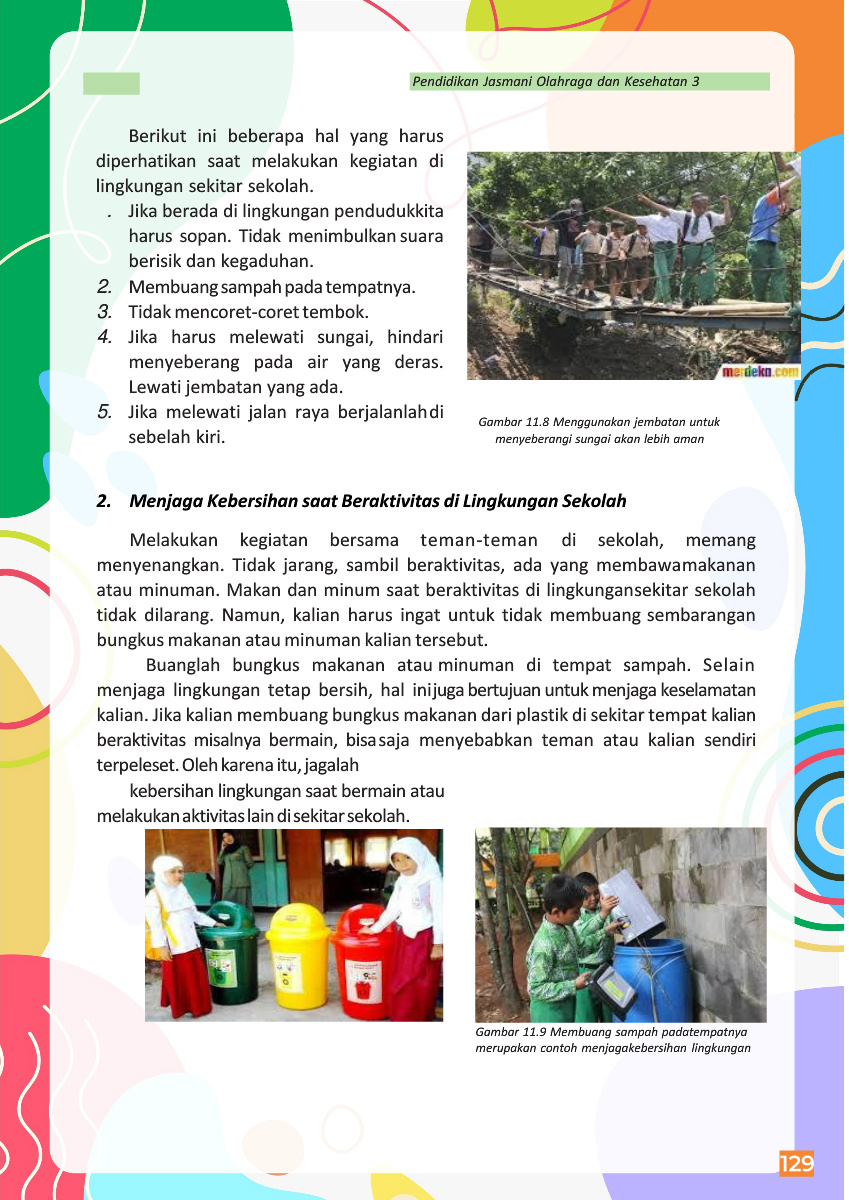 Pendidikan Jasmani Olahraga dan Kesehatan 3
Berikut ini beberapa hal yang harus
diperhatikan saat melakukan kegiatan di
lingkungan sekitar sekolah.
. Jika berada di lingkungan pendudukkita
harus sopan. Tidak menimbulkan suara
berisik dan kegaduhan.
2. Membuang sampah pada tempatnya.
3. Tidak mencoret-coret tembok.
4. Jika harus melewati sungai, hindari
menyeberang pada air yang deras.
Lewati jembatan yang ada.
5. Jika melewati jalan raya berjalanlah di
sebelah kiri.
merdeka.com
Gambar 11.8 Menggunakan jembatan untuk
menyeberangi sungai akan lebih aman
2. Menjaga Kebersihan saat Beraktivitas di Lingkungan Sekolah
Melakukan kegiatan bersama teman-teman di sekolah, memang
menyenangkan. Tidak jarang, sambil beraktivitas, ada yang membawamakanan
atau minuman. Makan dan minum saat beraktivitas di lingkungansekitar sekolah
tidak dilarang. Namun, kalian harus ingat untuk tidak membuang sembarangan
bungkus makanan atau minuman kalian tersebut.
Buanglah bungkus makanan atau minuman di tempat sampah. Selain
menjaga lingkungan tetap bersih, hal inijuga bertujuan untuk menjaga keselamatan
kalian. Jika kalian membuang bungkus makanan dari plastik di sekitar tempat kalian
beraktivitas misalnya bermain, bisa saja menyebabkan teman atau kalian sendiri
terpeleset. Oleh karena itu, jagalah
kebersihan lingkungan saat bermain atau
melakukan aktivitas lain di sekitar sekolah.
Gambar 11.9 Membuang sampah padatempatnya
merupakan contoh menjagakebersihan lingkungan
129